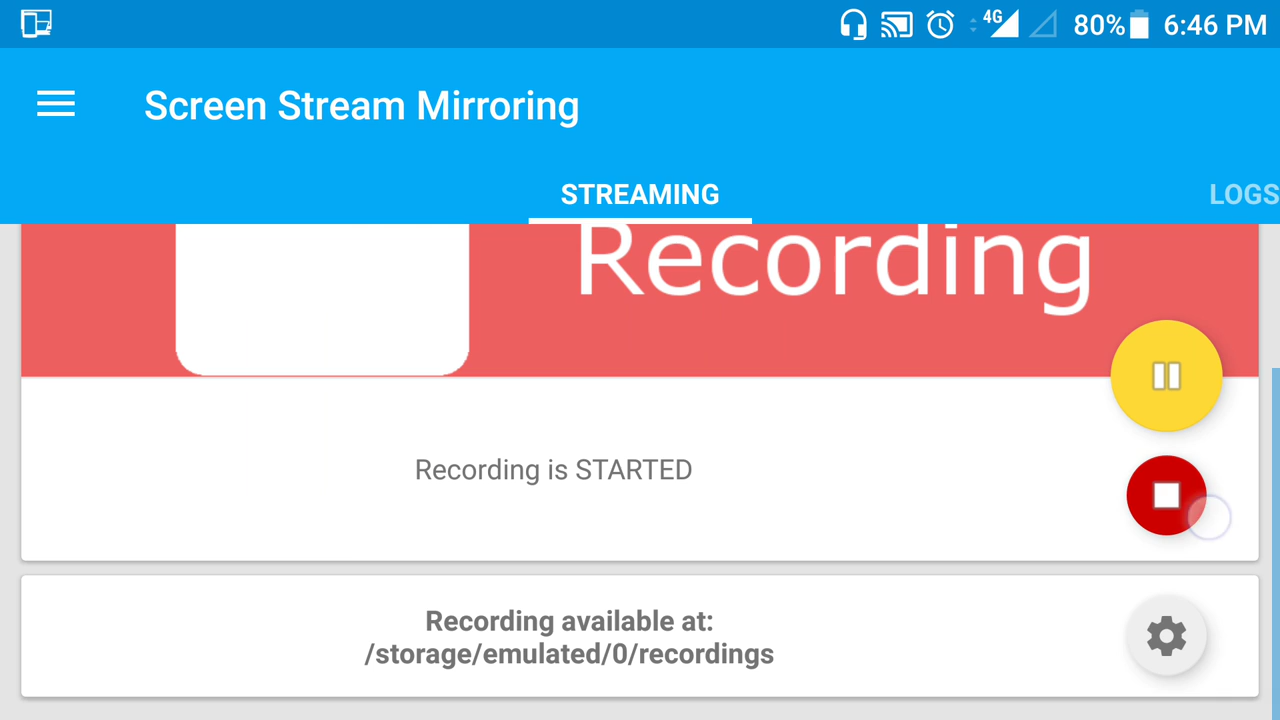 4G 80% 6:46 PM
Screen Stream Mirroring
STREAMING LOGS
Recording
Recording is STARTED
Recording available at:
/storage/emulated/0/recordings